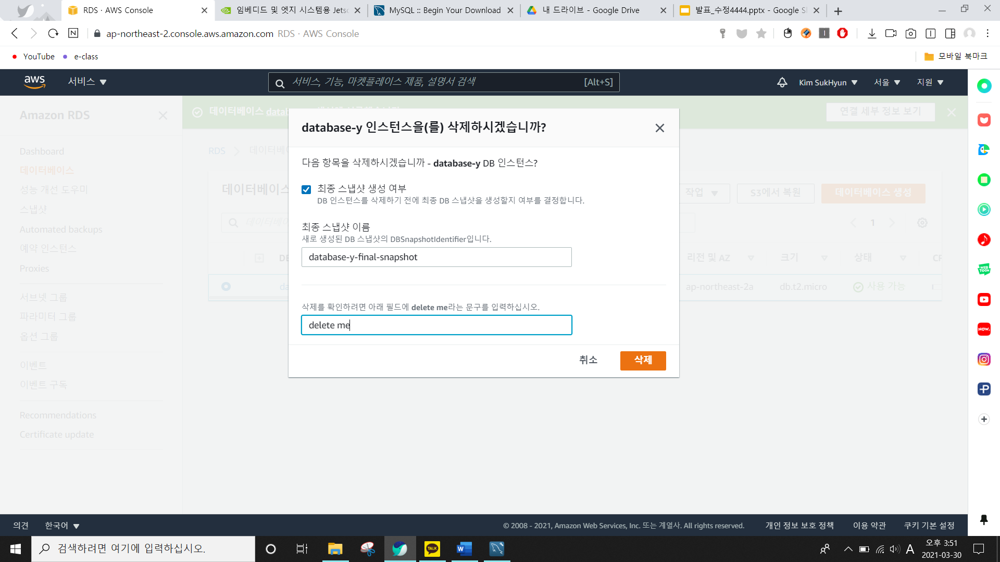 RDS · AWS Console
임베디드 및 엣지 시스템용 Jets
MySQL :: Begin Your Download
내 드라이브 - Google Drive
발표_수정4444.pptx - Google Sl
ap-northeast-2.console.aws.amazon.com RDS · AWS Console
YouTube
e-class
모바일 북마크
aws
서비스
서비스, 기능, 마켓플레이스 제품, 설명서 검색
[Alt+S]
Kim SukHyun
서울
지원
Amazon RDS
데이터베이스 datab
연결 세부 정보 보기
Dashboard
데이터베이스
성능 개선 도우미
스냅샷
Automated backups
예약 인스턴스
Proxies
서브넷 그룹
파라미터 그룹
옵션 그룹
이벤트
이벤트 구독
Recommendations
Certificate update
RDS
데이터베이
데이터베이스
작업
S3에서 복원
데이터베이스 생성
데이터베이
1
DE
리전 및 AZ
크기
상태
da
ap-northeast-2a
db.t2.micro
사용 가능
database-y 인스턴스을(를) 삭제하시겠습니까?
다음 항목을 삭제하시겠습니까 - database-y DB 인스턴스?
최종 스냅샷 생성 여부
DB 인스턴스를 삭제하기 전에 최종 DB 스냅샷을 생성할지 여부를 결정합니다.
최종 스냅샷 이름
새로 생성된 DB 스냅샷의 DBSnapshotIdentifier입니다.
database-y-final-snapshot
삭제를 확인하려면 아래 필드에 delete me라는 문구를 입력하십시오.
delete me
취소
삭제
WEB
TOON
NOW.
의견
한국어
© 2008 - 2021, Amazon Web Services, Inc. 또는 계열사. All rights reserved.
개인 정보 보호 정책
이용 약관
쿠키 기본 설정
검색하려면 여기에 입력하십시오.
TALK
A
오후 3:51
2021-03-30